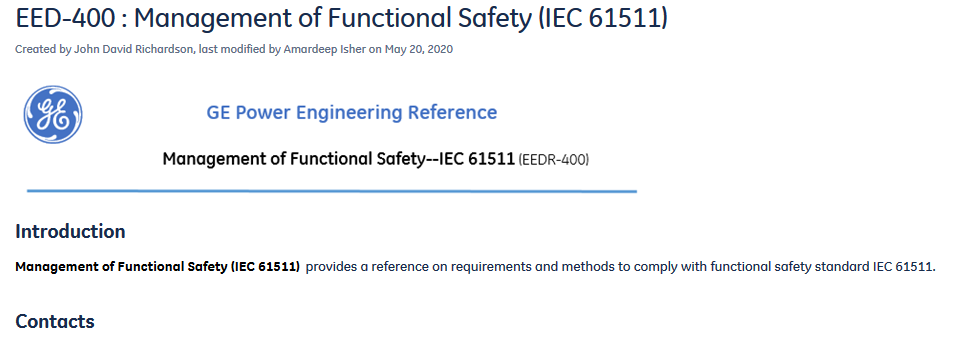 EED-400 : Management of Functional Safety (IEC 61511)
Created by John David Richardson, last modified by Amardeep Isher on May 20, 2020
GE
GE Power Engineering Reference
Management of Functional Safety--IEC 61511 (EEDR-400)
Introduction
Management of Functional Safety (IEC 61511) provides a reference on requirements and methods to comply with functional safety standard IEC 61511.
Contacts